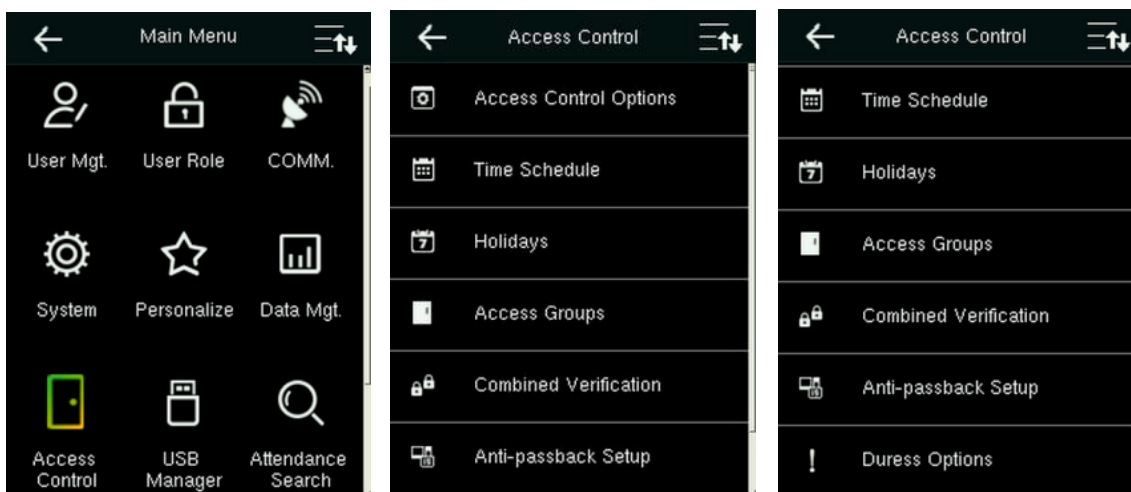 Main Menu
User Mgt.
User Role
COMM.
System
Personalize
Data Mgt.
Access
Control
USB
Manager
Attendance
Search
Access Control
Access Control Options
Time Schedule
7
Holidays
Access Groups
Combined Verification
Anti-passback Setup
Access Control
Time Schedule
7
Holidays
Access Groups
Combined Verification
Anti-passback Setup
! Duress Options